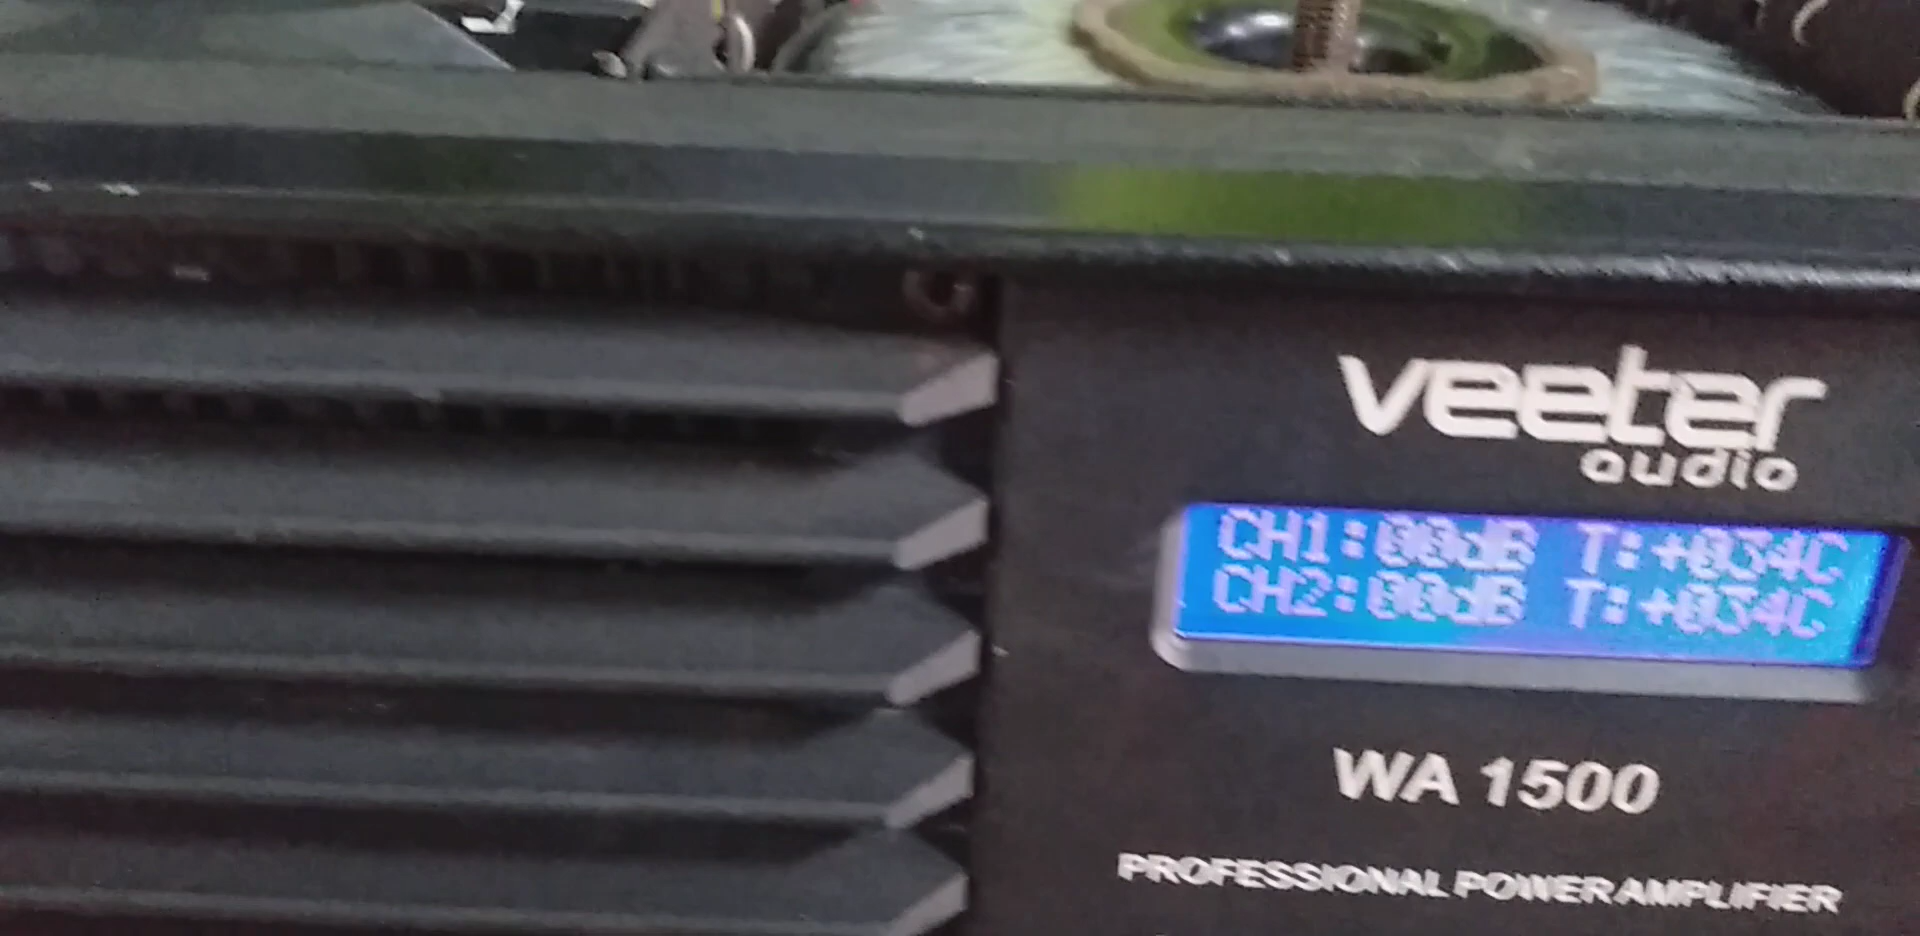 veeter
audio
CH1:00dB T:+034C
CH2:00dB T:+034C
WA 1500
PROFESSIONAL POWER AMPLIFIER